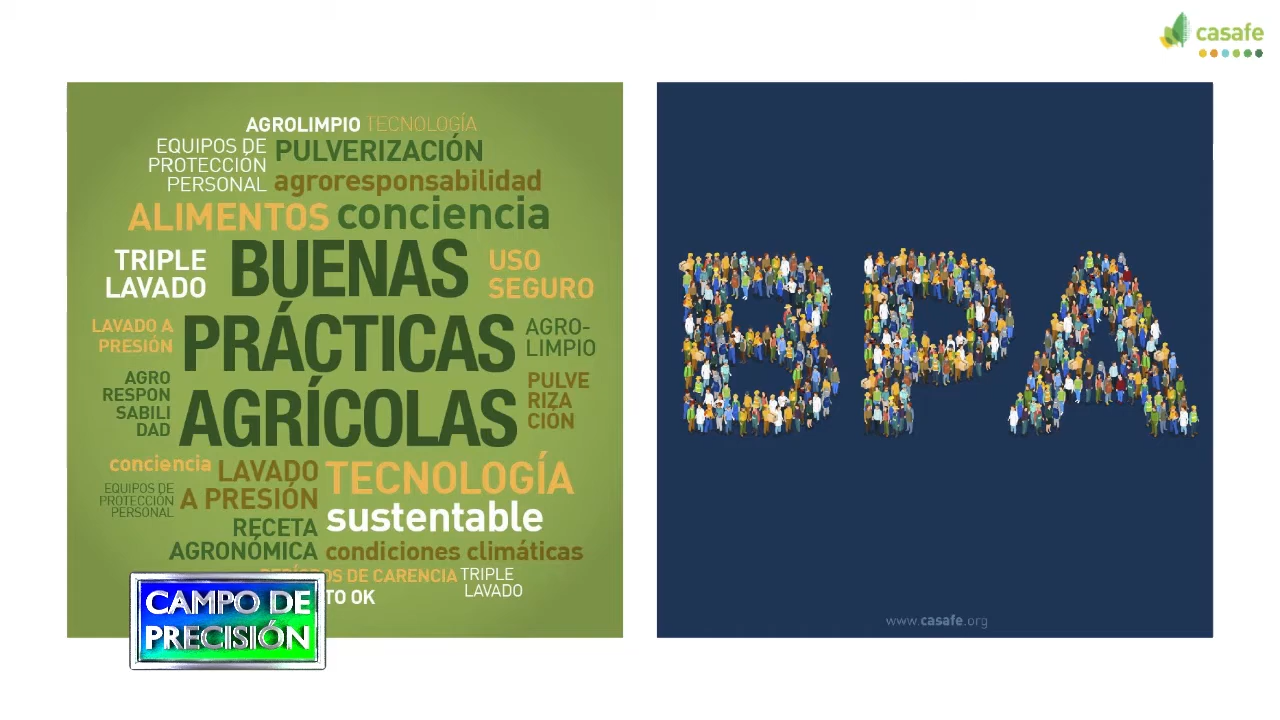 casafe
AGROLIMPIO TECNOLOGÍA
EQUIPOS DE
PROTECCIÓN
PERSONAL
PULVERIZACIÓN
agroresponsabilidad
ALIMENTOS conciencia
TRIPLE
LAVADO
BUENAS
USO
SEGURO
LAVADO A
PRESIÓN
PRÁCTICAS
AGRO-
LIMPIO
AGRO
RESPON
SABILI
DAD
AGRÍCOLAS
PULVE
RIZA
CIÓN
conciencia
LAVADO
A PRESIÓN
TECNOLOGÍA
EQUIPOS DE
PROTECCIÓN
PERSONAL
sustentable
RECETA
AGRONÓMICA
condiciones climáticas
DE CARENCIA
TRIPLE
LAVADO
TO OK
CAMPO DE
PRECISIÓN
BPA
www.casafe.org